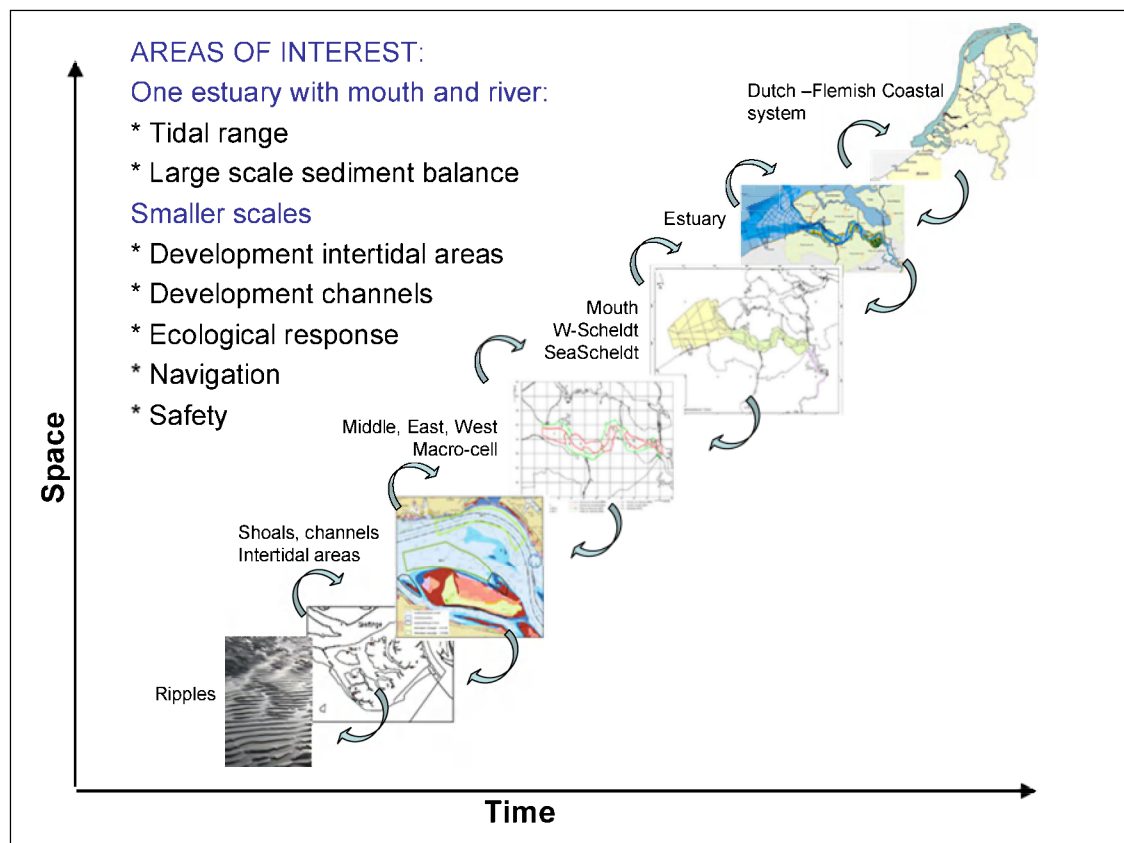 AREAS OF INTEREST:
One estuary with mouth and river:
* Tidal range
* Large scale sediment balance
Smaller scales
* Development intertidal areas
* Development channels
* Ecological response
* Navigation
* Safety
Dutch –Flemish Coastal
system
Estuary
Mouth
W-Scheldt
SeaScheldt
Middle, East, West
Macro-cell
Shoals, channels
Intertidal areas
Ripples
Space
Time